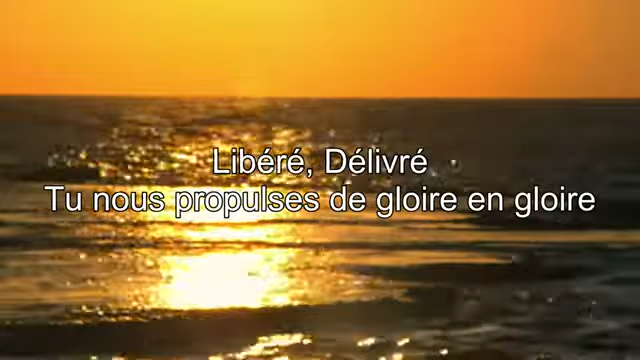 Libéré, Délivré
Tu nous propulses de gloire en gloire